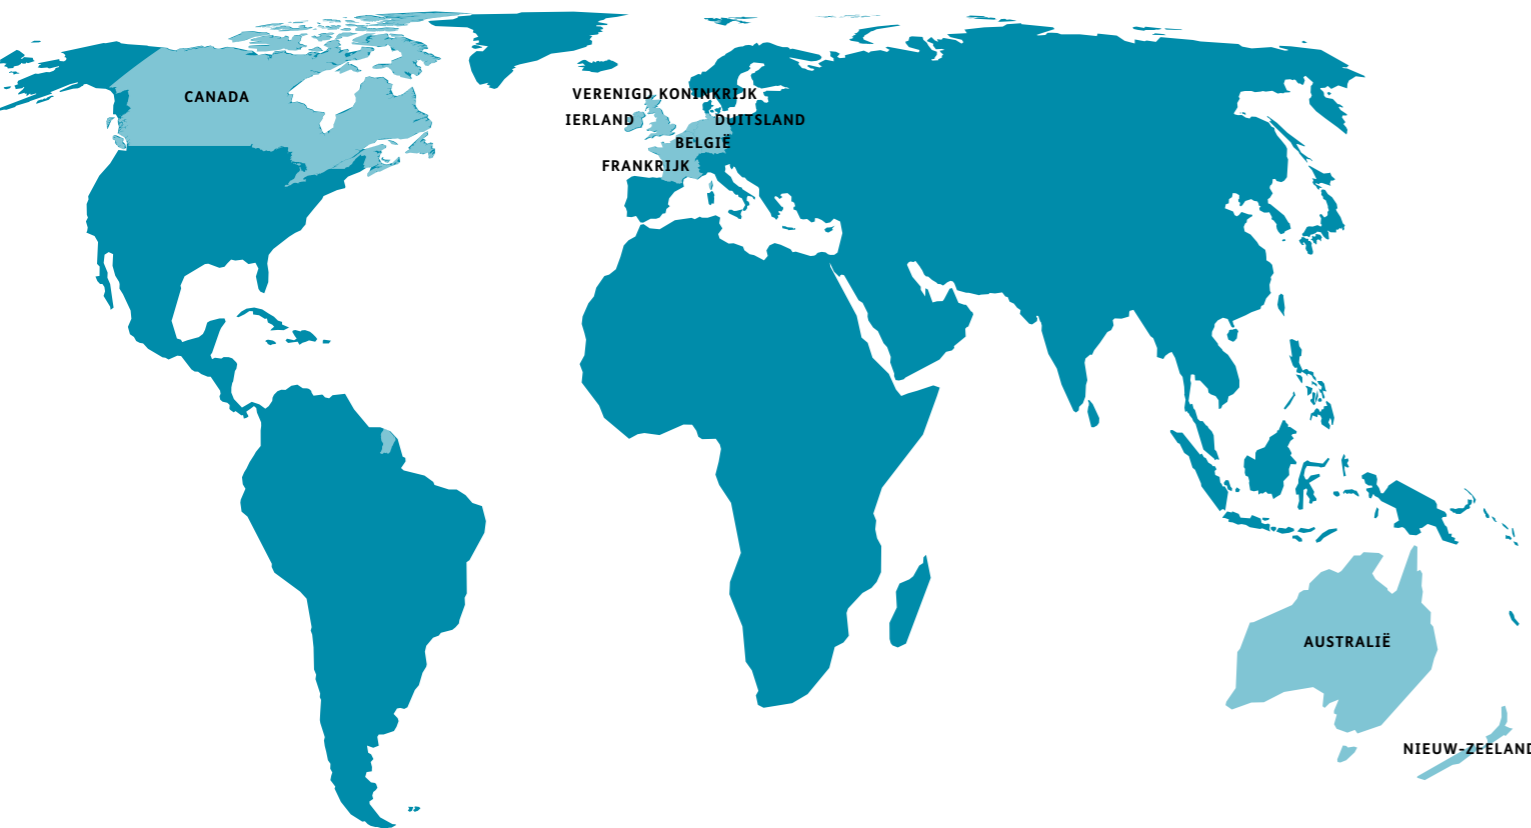 CANADA
VERENIGD KONINKRIJK
IERLAND
DUITSLAND
BELGIË
FRANKRIJK
AUSTRALIË
NIEUW-ZEELAND